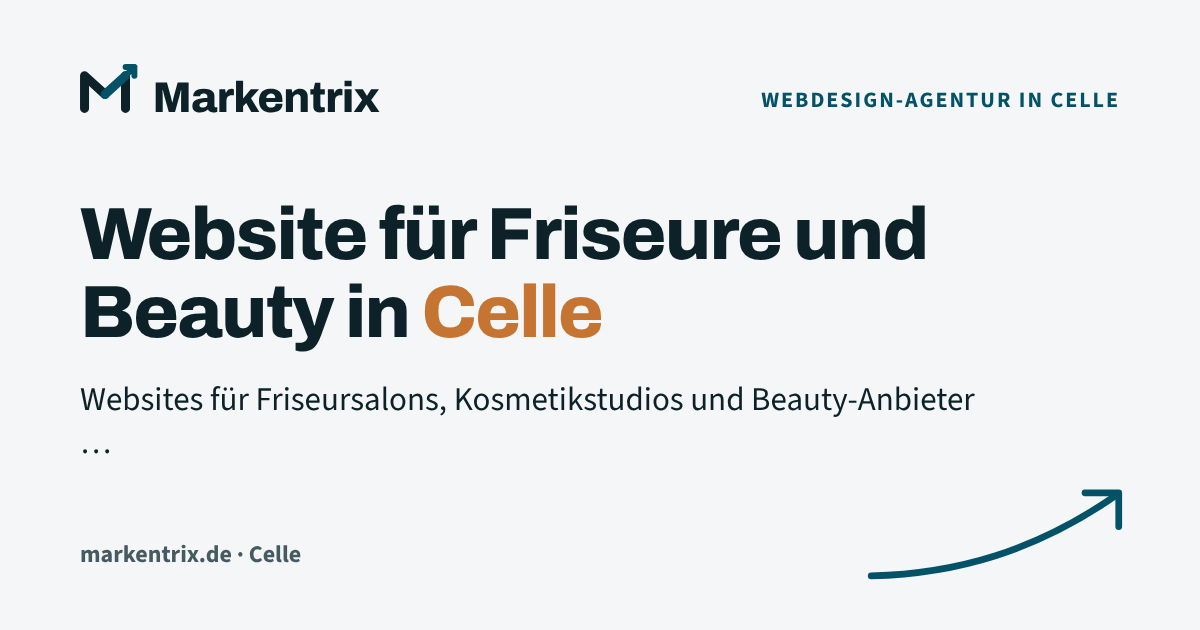 Markentrix
WEBDESIGN-AGENTUR IN CELLE
Website für Friseure und
Beauty in Celle
Websites für Friseursalons, Kosmetikstudios und Beauty-Anbieter
…
markentrix.de · Celle